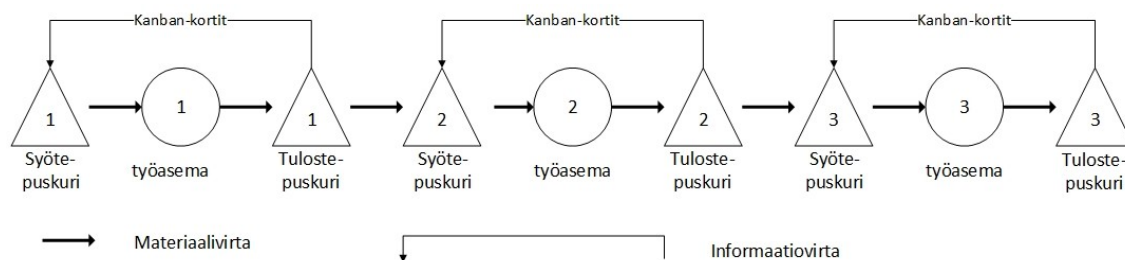 Kanban-kortit Kanban-kortit Kanban-kortit
1 1 1 2 2 2 3 3 3
Syöte- työasema Tuloste- Syöte- työasema Tuloste- Syöte- työasema Tuloste-
puskuri puskuri puskuri puskuri puskuri puskuri
Materiaalivirta Informaatiovirta